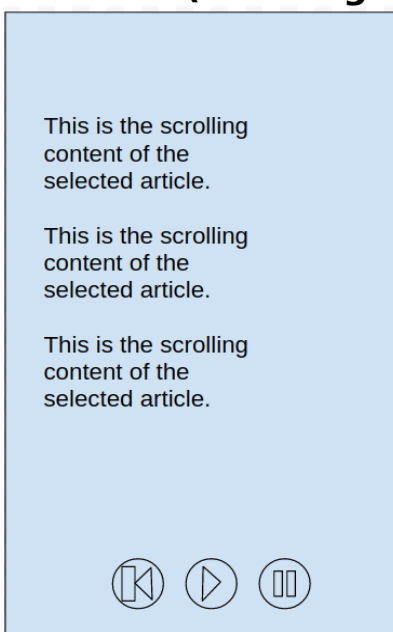 This is the scrolling
content of the
selected article.
This is the scrolling
content of the
selected article.
This is the scrolling
content of the
selected article.